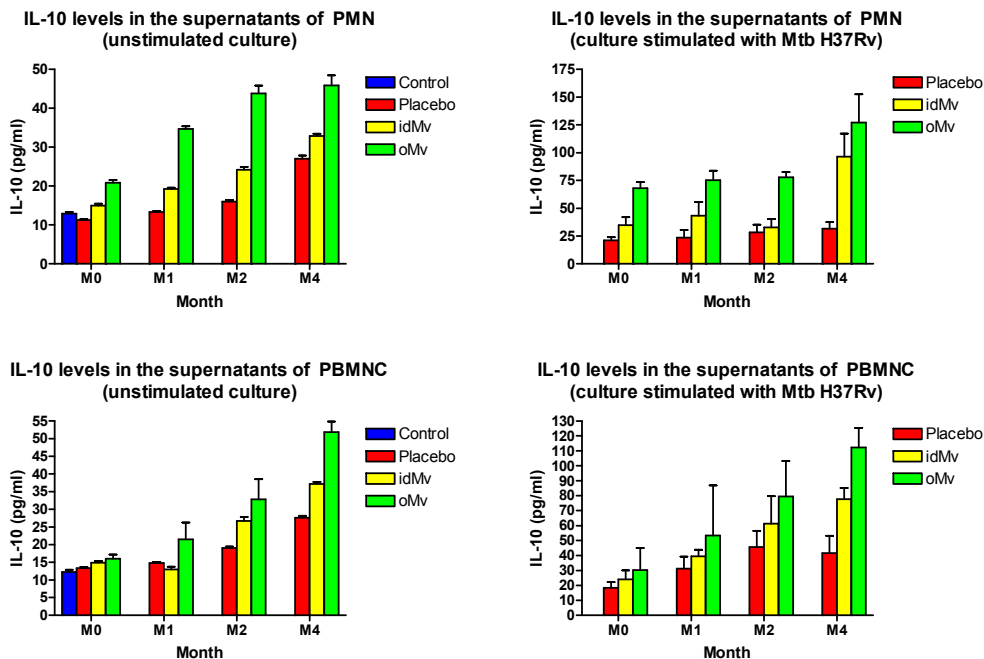 IL-10 levels in the supernatants of PMN
(unstimulated culture)
50
40
30
20
10
0
IL-10 (pg/ml)
M0 M1 M2 M4
Month
Control
Placebo
idMv
oMv
IL-10 levels in the supernatants of PMN
(culture stimulated with Mtb H37Rv)
175
150
125
100
75
50
25
0
IL-10 (pg/ml)
M0 M1 M2 M4
Month
Placebo
idMv
oMv
IL-10 levels in the supernatants of PBMNC
(unstimulated culture)
55
50
45
40
35
30
25
20
15
10
5
0
IL-10 (pg/ml)
M0 M1 M2 M4
Month
Control
Placebo
idMv
oMv
IL-10 levels in the supernatants of PBMNC
(culture stimulated with Mtb H37Rv)
130
120
110
100
90
80
70
60
50
40
30
20
10
0
IL-10 (pg/ml)
M0 M1 M2 M4
Month
Placebo
idMv
oMv